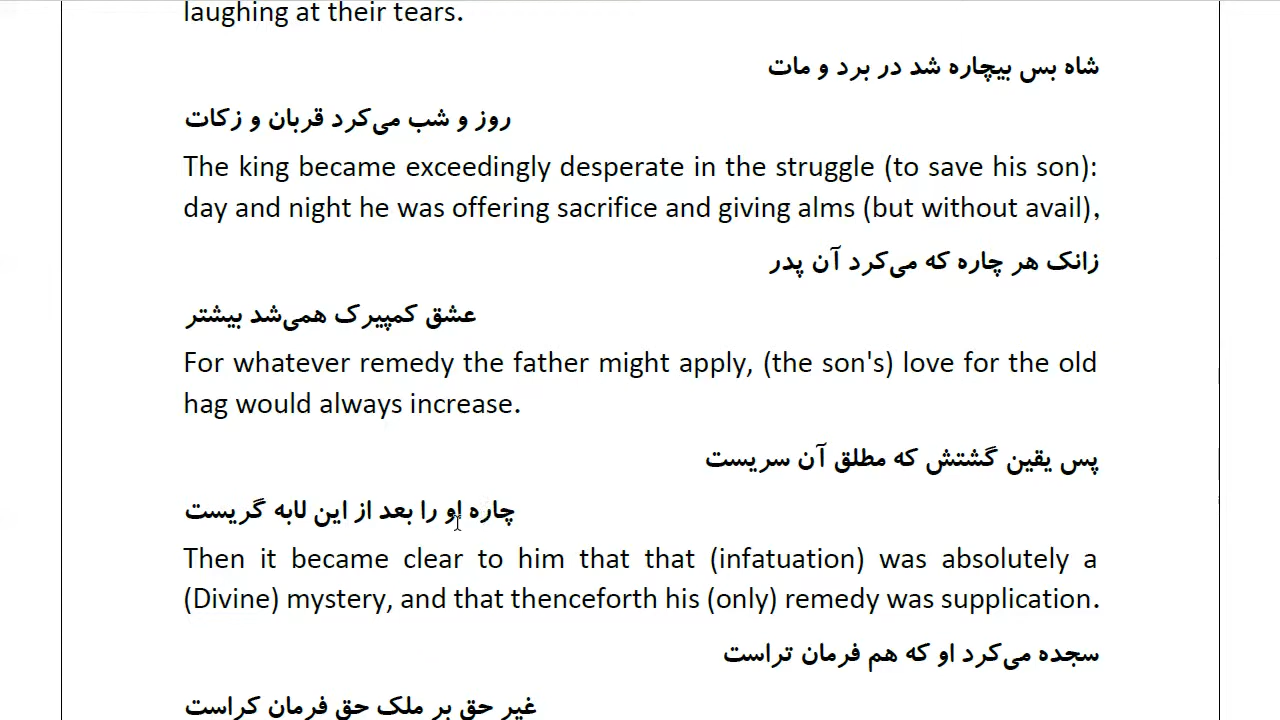 laughing at their tears.
شاه بس بیچاره شد در برد و مات
روز و شب می‌کرد قربان و زکات
The king became exceedingly desperate in the struggle (to save his son):
day and night he was offering sacrifice and giving alms (but without avail),
زانک هر چاره که می‌کرد آن پدر
عشق کمپیرک همی‌شد بیشتر
For whatever remedy the father might apply, (the son's) love for the old
hag would always increase.
پس یقین گشتش که مطلق آن سریست
چاره او را بعد از این لابه گریست
Then it became clear to him that that (infatuation) was absolutely a
(Divine) mystery, and that thenceforth his (only) remedy was supplication.
سجده می‌کرد او که هم فرمان تراست
غیر حق بر ملک حق فرمان کراست